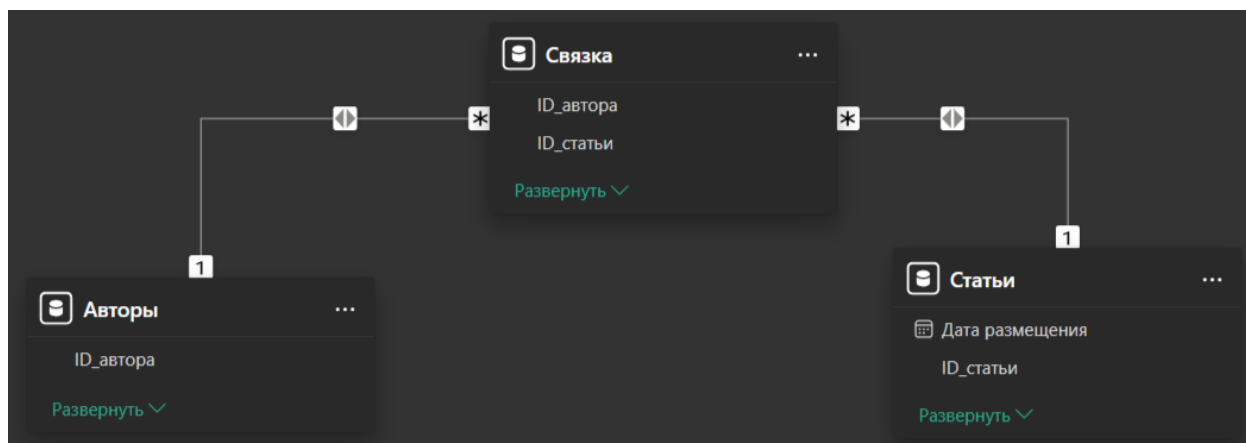 Связка
ID_автора
ID_статьи
Развернуть
*
*
1
1
Авторы
ID_автора
Развернуть
Статьи
Дата размещения
ID_статьи
Развернуть